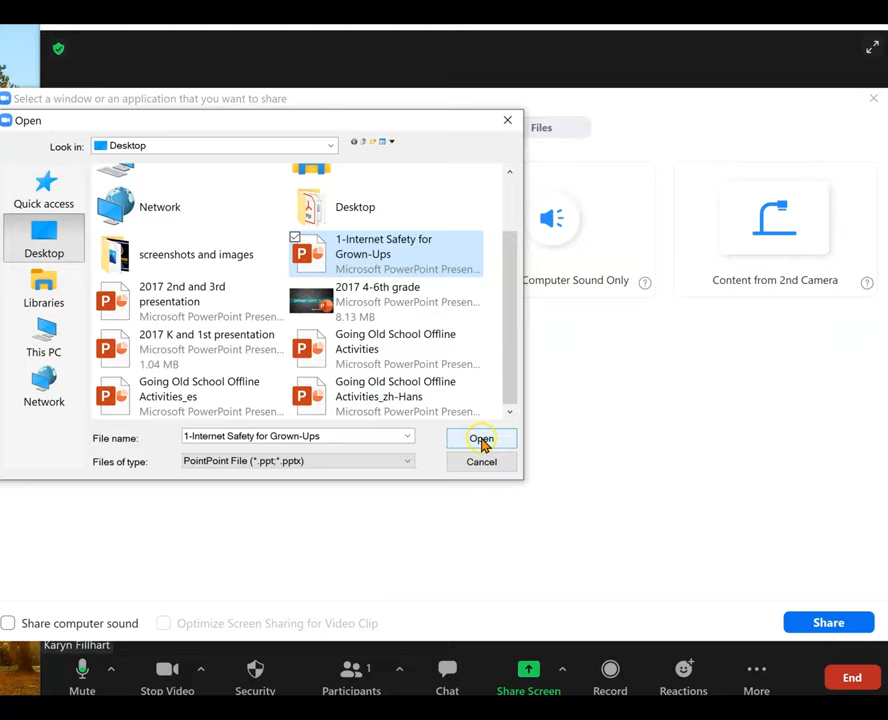 Select a window or an application that you want to share
Open
Files
Look in:
Desktop
Quick access
Desktop
Libraries
This PC
Network
Network
Desktop
screenshots and images
1-Internet Safety for
Grown-Ups
Microsoft PowerPoint Presen...
2017 2nd and 3rd
presentation
Microsoft PowerPoint Presen...
2017 4-6th grade
Microsoft PowerPoint Presen...
8.13 MB
2017 K and 1st presentation
Microsoft PowerPoint Presen...
1.04 MB
Going Old School Offline
Activities
Microsoft PowerPoint Presen...
Going Old School Offline
Activities_es
Microsoft PowerPoint Presen...
Going Old School Offline
Activities_zh-Hans
Microsoft PowerPoint Presen...
File name:
1-Internet Safety for Grown-Ups
Open
Files of type:
PointPoint File (*.ppt;*.pptx)
Cancel
Computer Sound Only
Content from 2nd Camera
Share computer sound
Optimize Screen Sharing for Video Clip
Share
Karyn Fillhart
Mute
Stop Video
Security
1
Participants
Chat
Share Screen
Record
Reactions
More
End